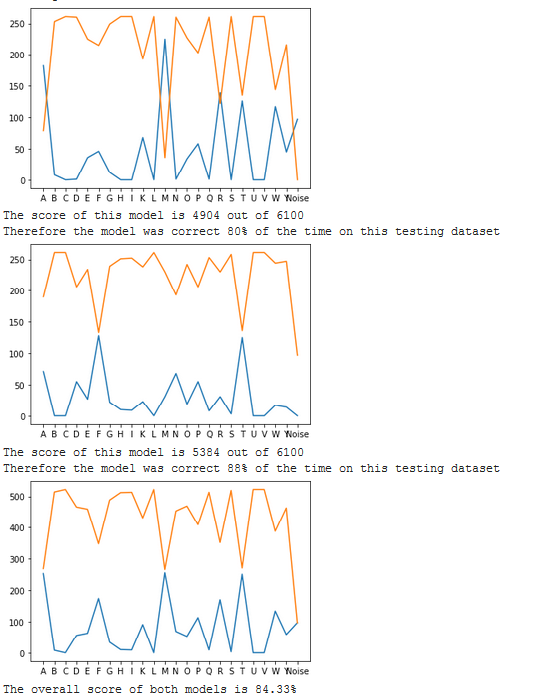 250
200
150
100
50
0
A B C D E F G H I K L M N O P Q R S T U V W Y Noise
The score of this model is 4904 out of 6100
Therefore the model was correct 80% of the time on this testing dataset
250
200
150
100
50
0
A B C D E F G H I K L M N O P Q R S T U V W Y Noise
The score of this model is 5384 out of 6100
Therefore the model was correct 88% of the time on this testing dataset
500
400
300
200
100
0
A B C D E F G H I K L M N O P Q R S T U V W Y Noise
The overall score of both models is 84.33%